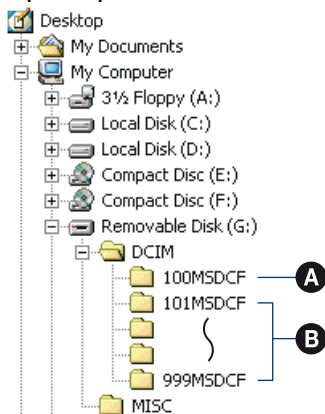 Desktop
My Documents
My Computer
3½ Floppy (A:)
Local Disk (C:)
Local Disk (D:)
Compact Disc (E:)
Compact Disc (F:)
Removable Disk (G:)
DCIM
100MSDCF A
101MSDCF
B
999MSDCF
MISC